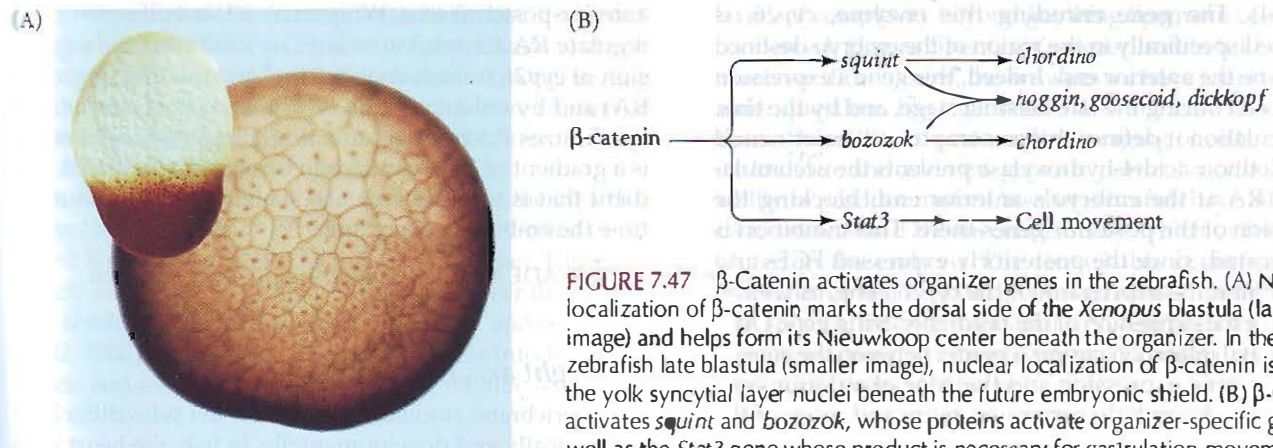 (A)
(B)
squint chordino
noggin, goosecoid, dickkopf
β-catenin bozozok chordino
Stat3 Cell movement
FIGURE 7.47 β-Catenin activates organizer genes in the zebrafish. (A) N
localization of β-catenin marks the dorsal side of the Xenopus blastula (la
image) and helps form its Nieuwkoop center beneath the organizer. In the
zebrafish late blastula (smaller image), nuclear localization of β-catenin is
the yolk syncytial layer nuclei beneath the future embryonic shield. (B) β-
activates squint and bozozok, whose proteins activate organizer-specific g
well as the Stat3 gene whose product is necessary for gastrulation movem